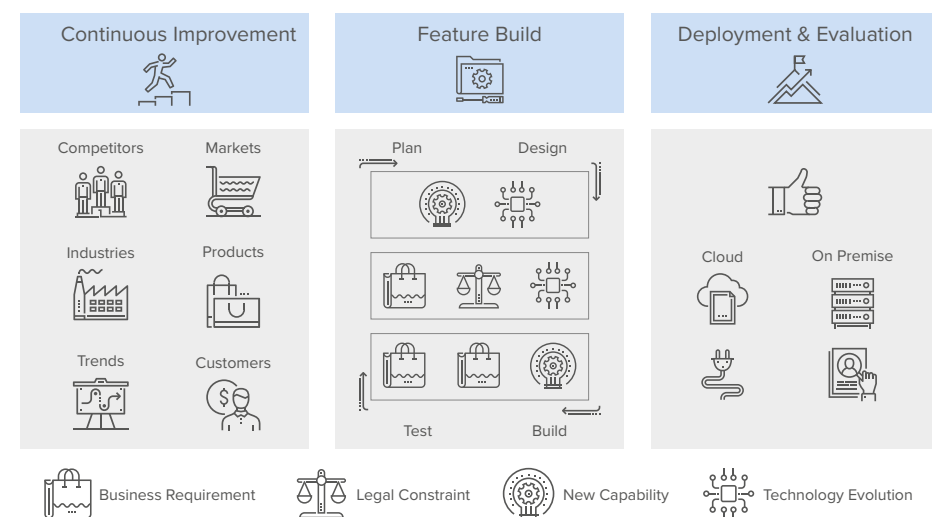 Continuous Improvement
Feature Build
Deployment & Evaluation
Competitors
Markets
Industries
Products
Trends
Customers
Plan
Design
Test
Build
Cloud
On Premise
$
Business Requirement
Legal Constraint
New Capability
Technology Evolution